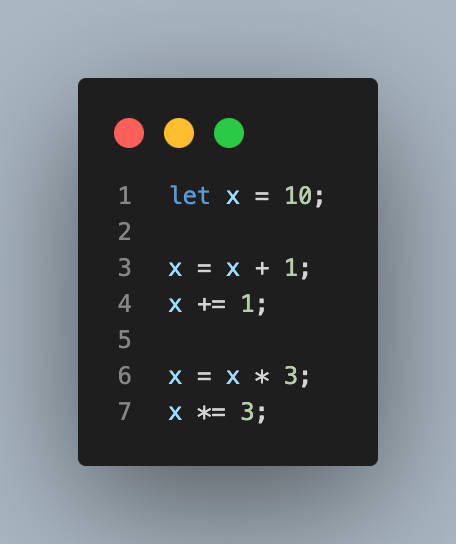 1 let x = 10;
2
3 x = x + 1;
4 x += 1;
5
6 x = x * 3;
7 x *= 3;